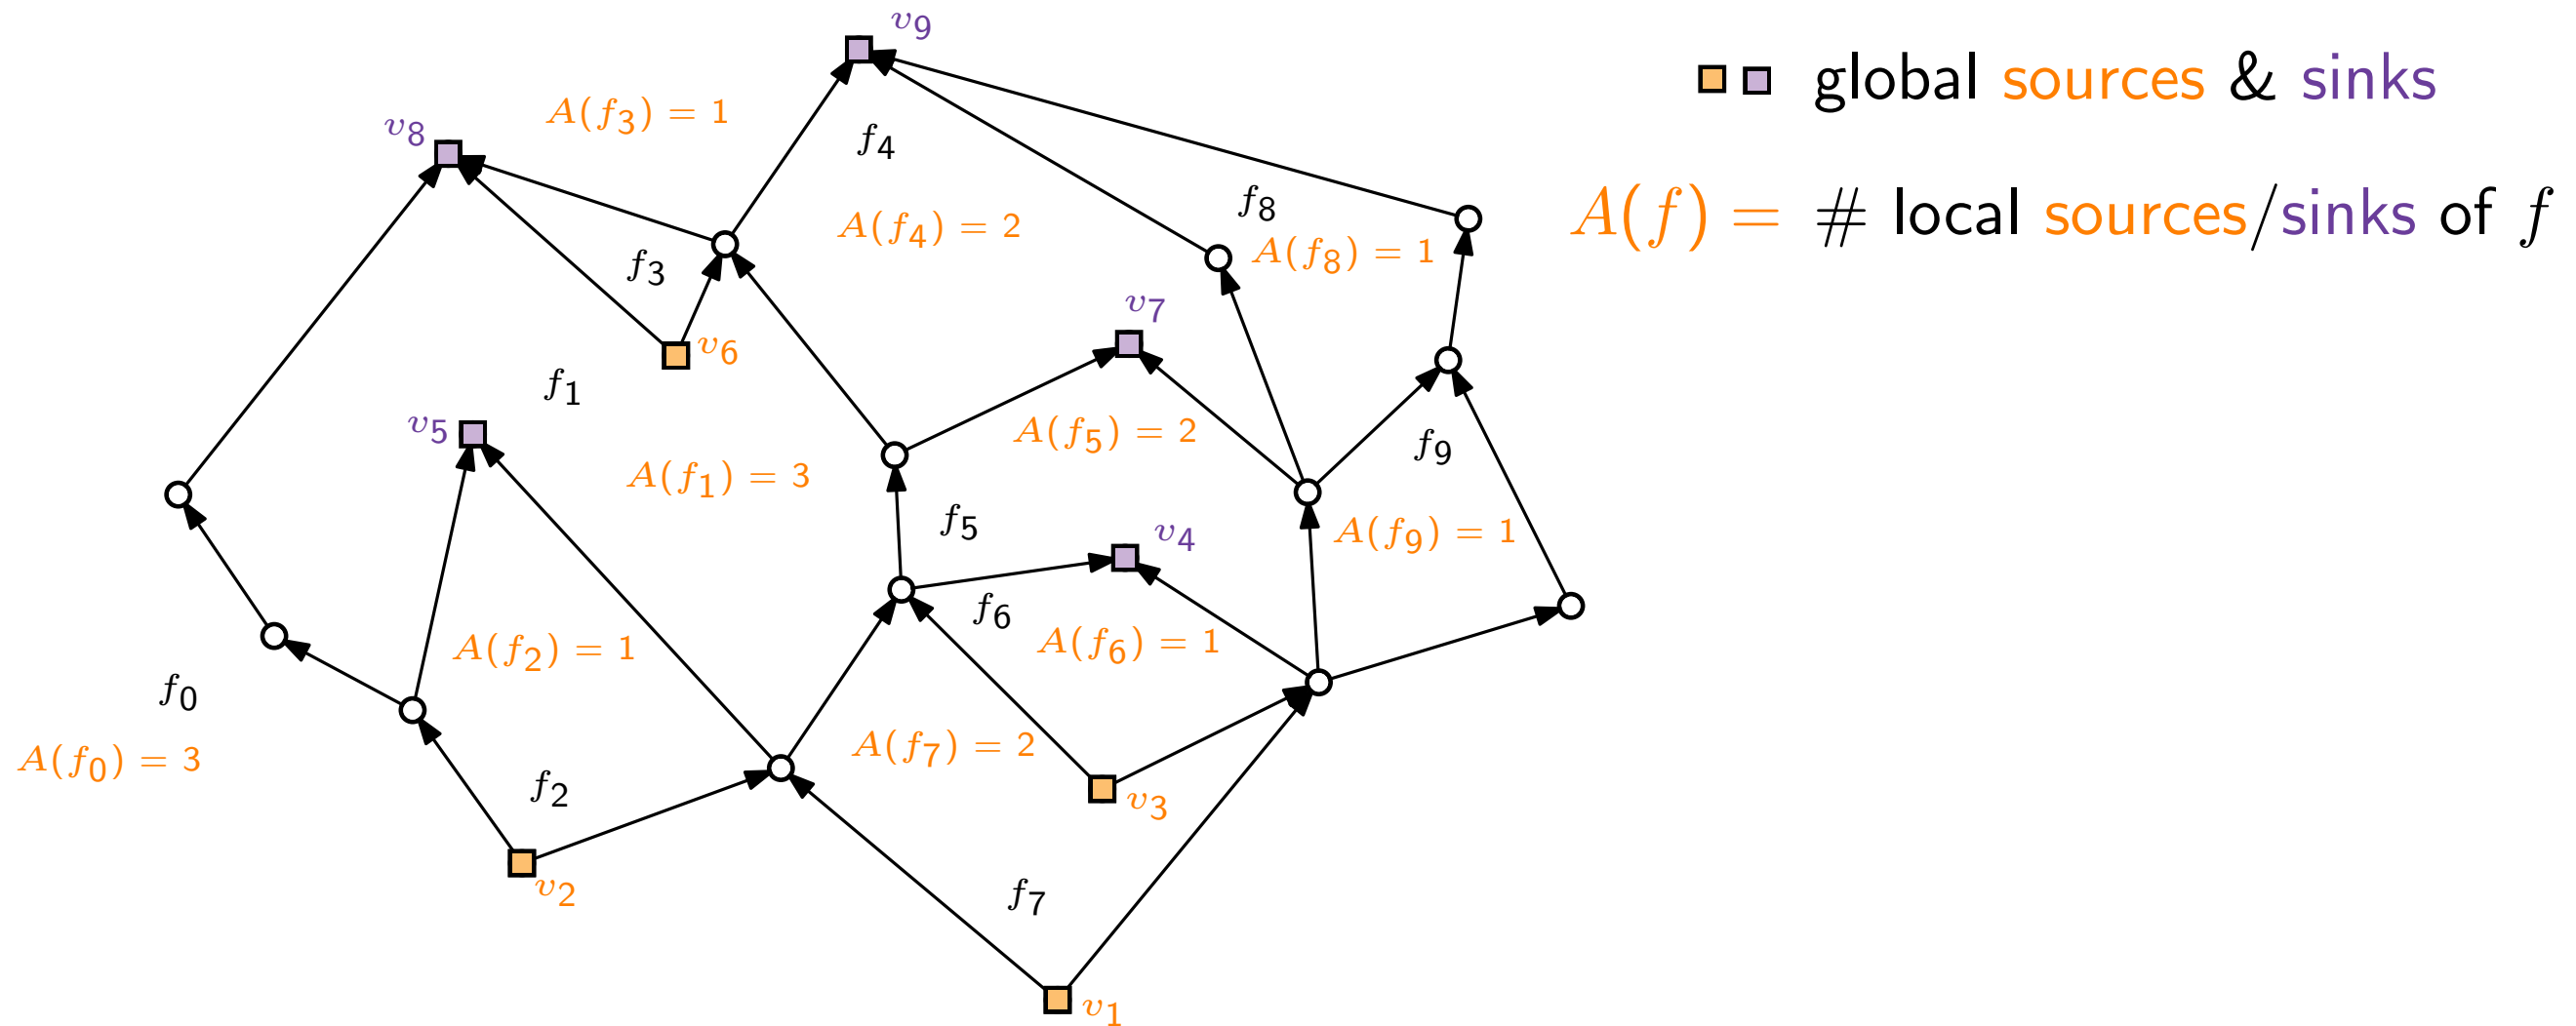 v9
global sources & sinks
A(f3) = 1
v8
f4
f8
A(f) = # local sources/sinks of f
A(f4) = 2
A(f8) = 1
f3
v7
v6
f1
v5
A(f5) = 2
f9
A(f1) = 3
f5
v4
A(f9) = 1
f6
A(f2) = 1
A(f6) = 1
f0
A(f7) = 2
A(f0) = 3
f2
v3
v2
f7
v1